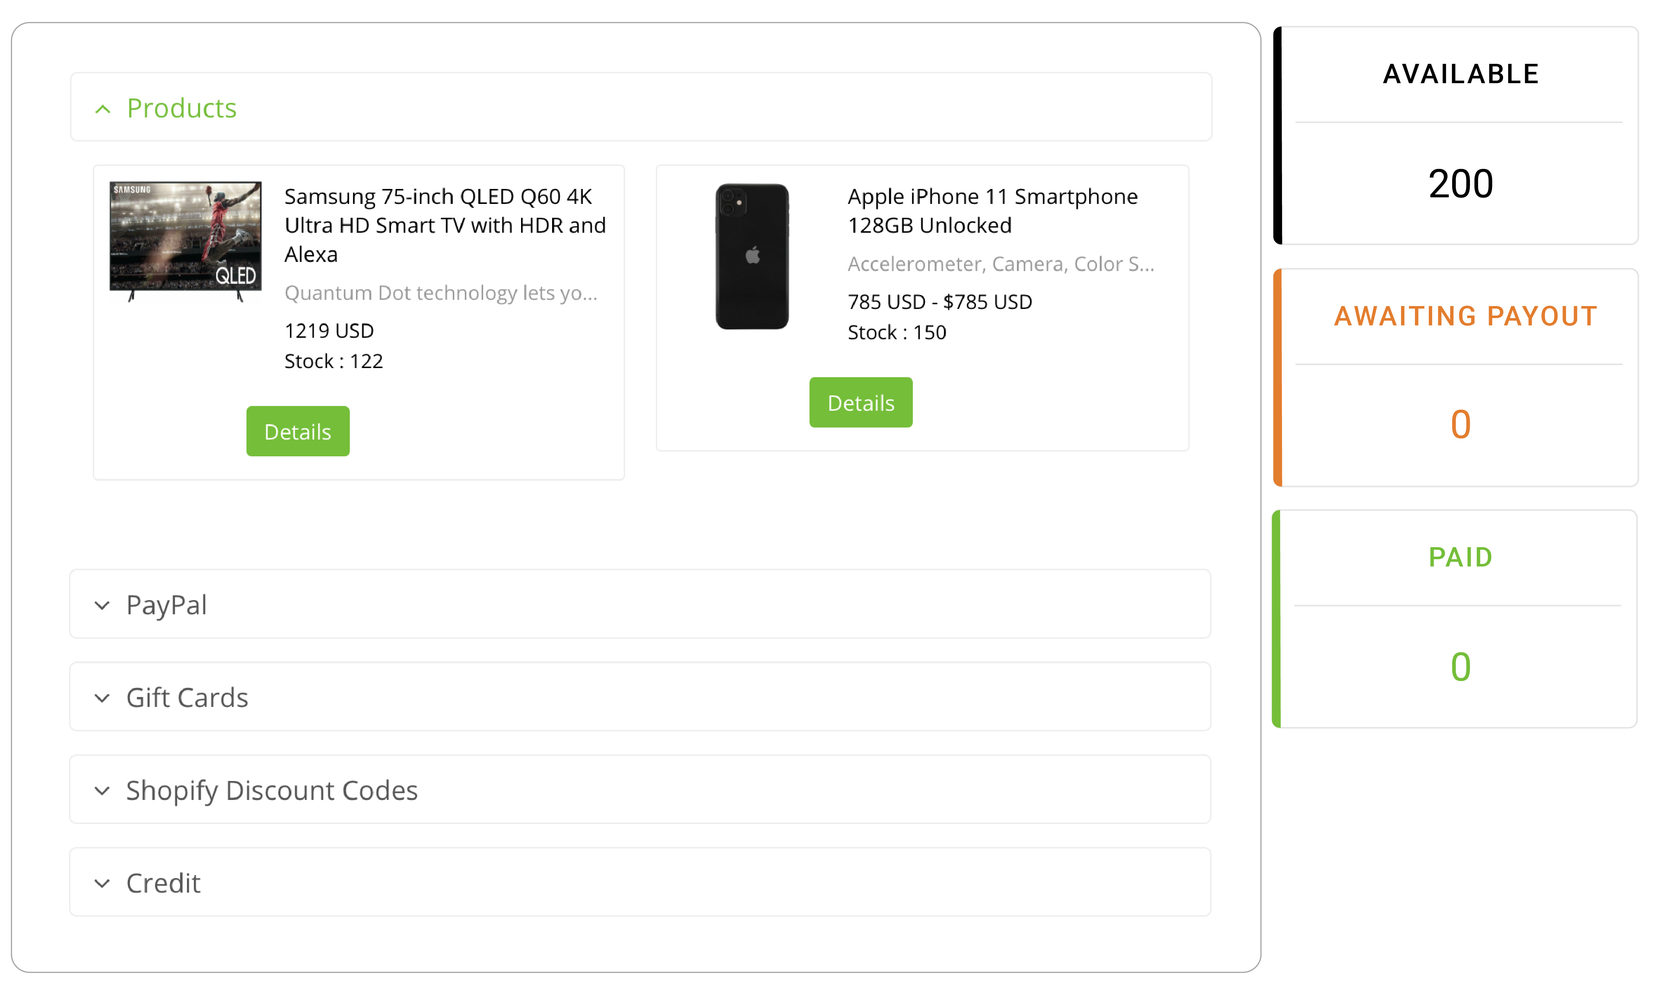 Products
SAMSUNG
QLED
Samsung 75-inch QLED Q60 4K
Ultra HD Smart TV with HDR and
Alexa
Quantum Dot technology lets yo...
1219 USD
Stock : 122
Details
Apple iPhone 11 Smartphone
128GB Unlocked
Accelerometer, Camera, Color S...
785 USD - $785 USD
Stock : 150
Details
PayPal
Gift Cards
Shopify Discount Codes
Credit
AVAILABLE
200
AWAITING PAYOUT
0
PAID
0